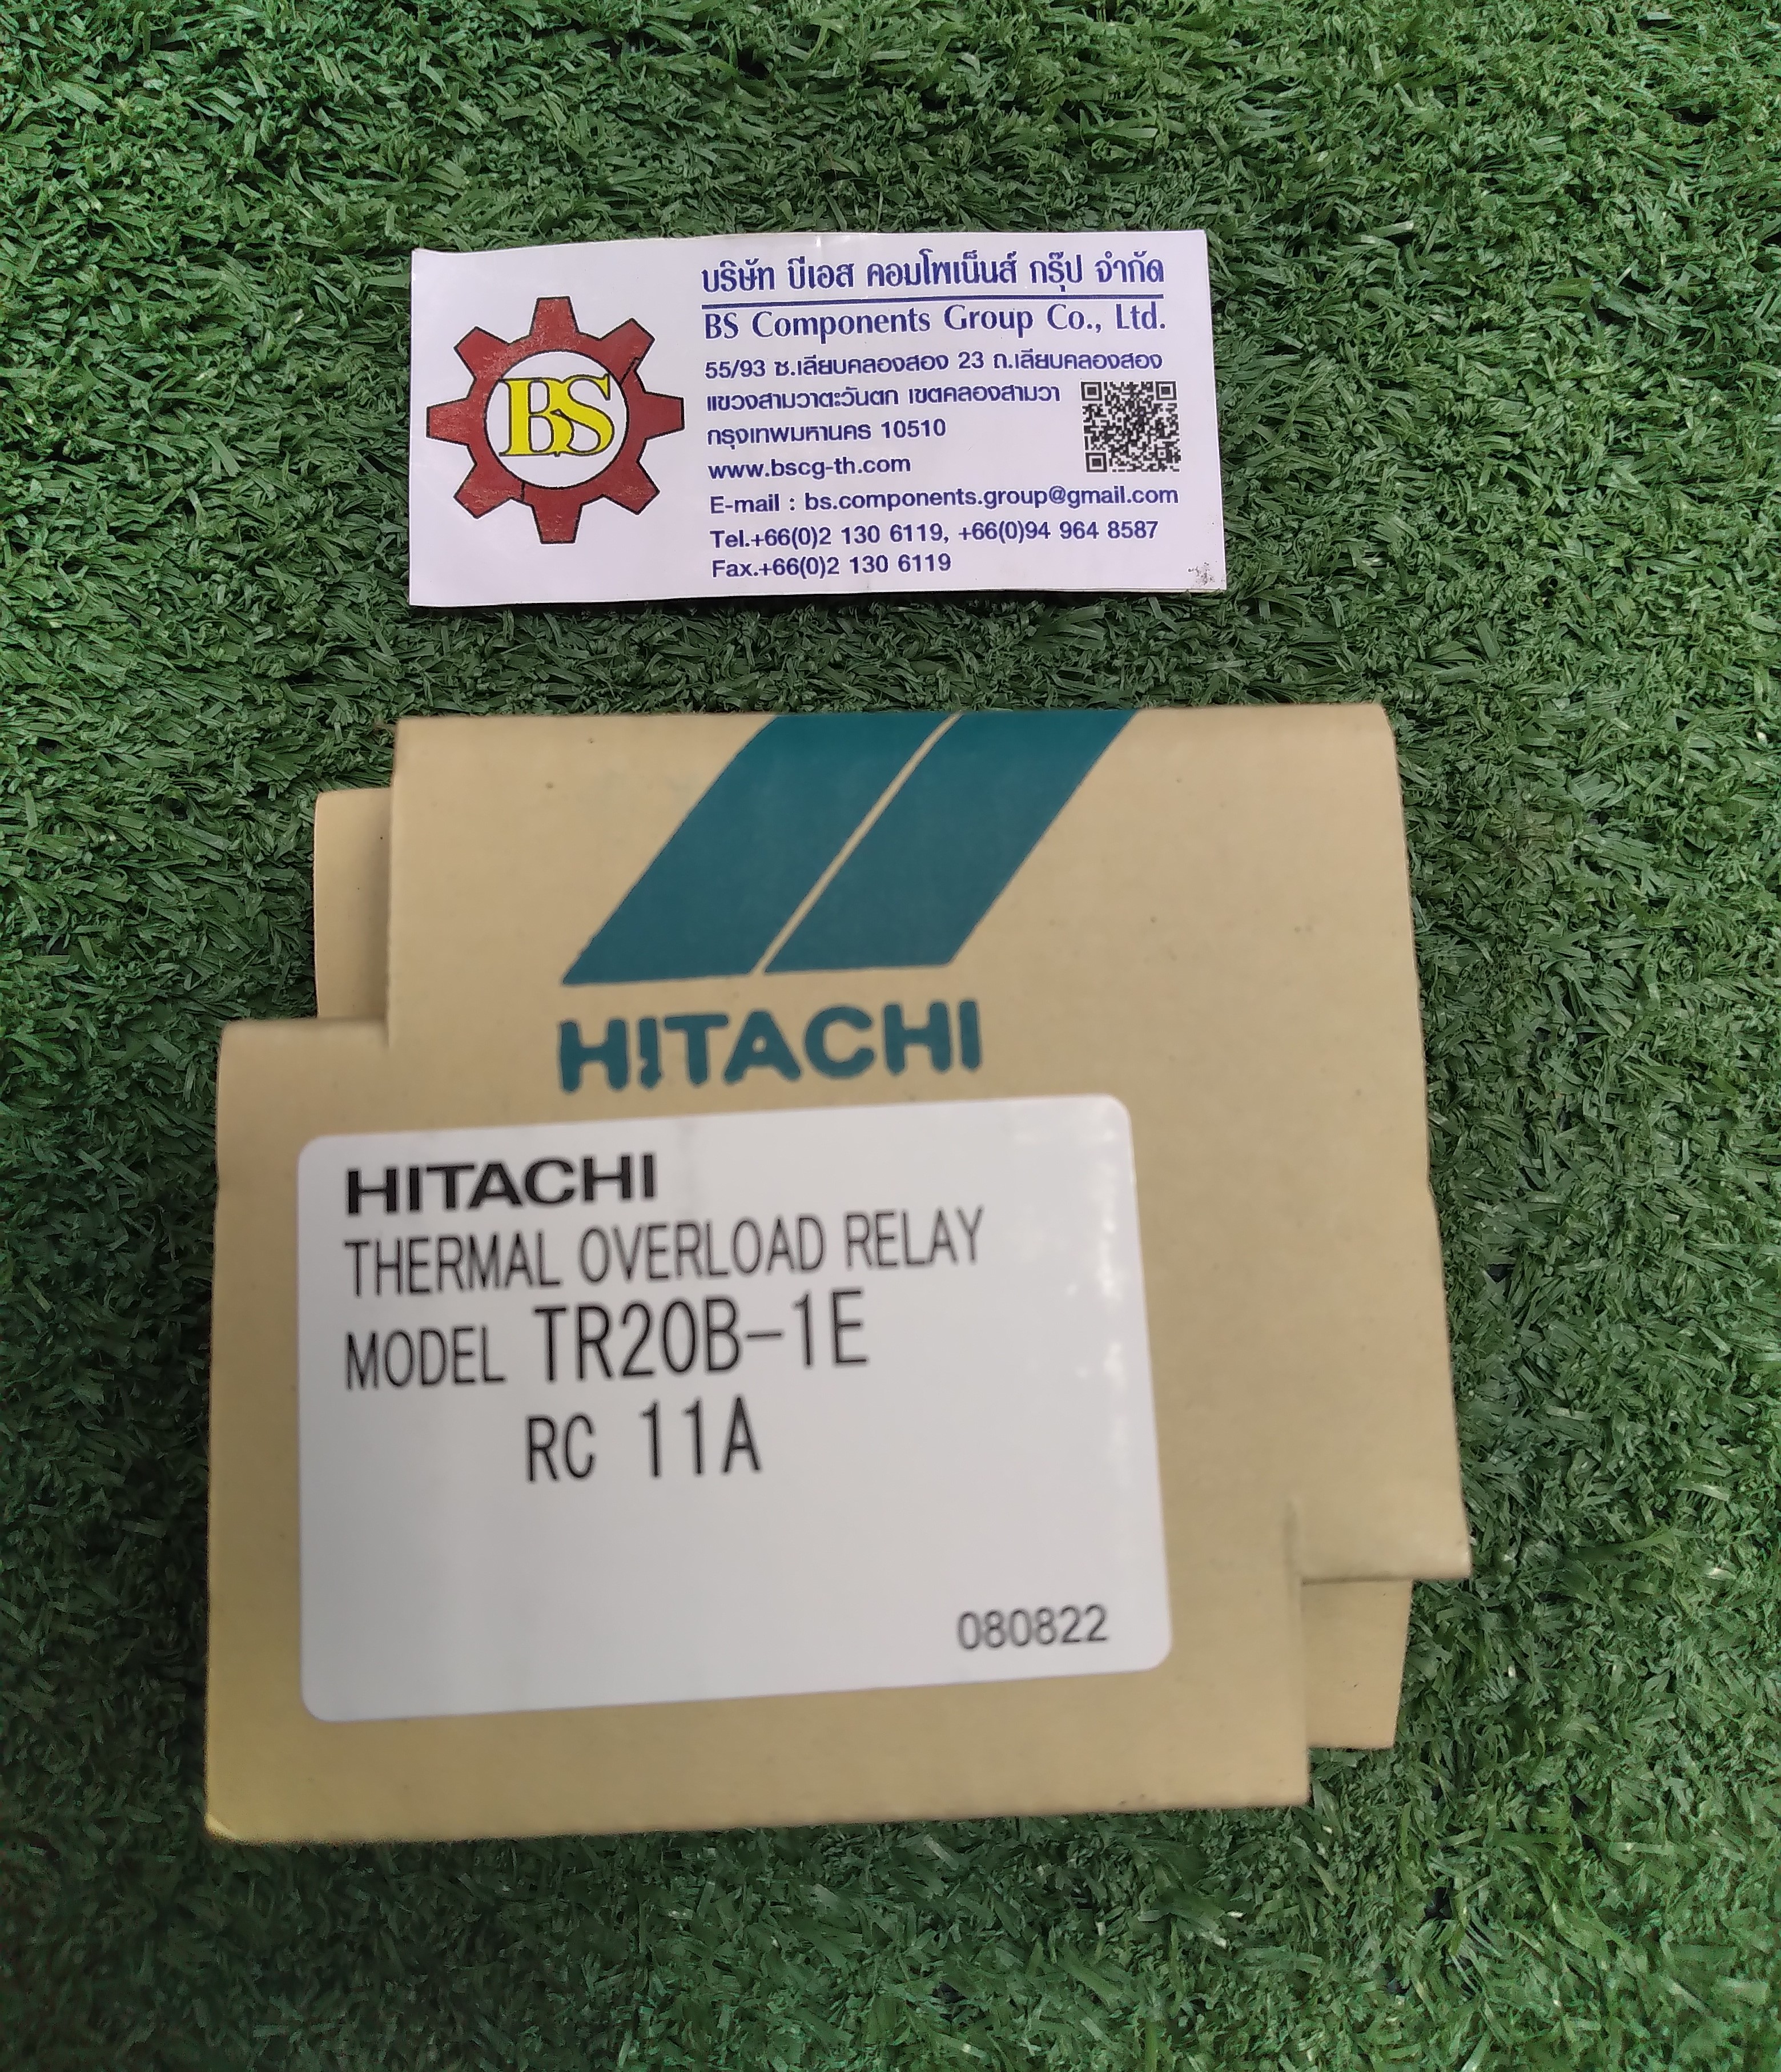 BS
บริษัท บีเอส คอมโพเน็นส์ กรุ๊ป จำกัด
BS Components Group Co., Ltd.
55/93 ซ.เลียบคลองสอง 23 ถ.เลียบคลองสอง
แขวงสามวาตะวันตก เขตคลองสามวา
กรุงเทพมหานคร 10510
www.bscg-th.com
E-mail : bs.components.group@gmail.com
Tel.+66(0)2 130 6119, +66(0)94 964 8587
Fax.+66(0)2 130 6119
HITACHI
HITACHI
THERMAL OVERLOAD RELAY
MODEL TR20B-1E
RC 11A
080822